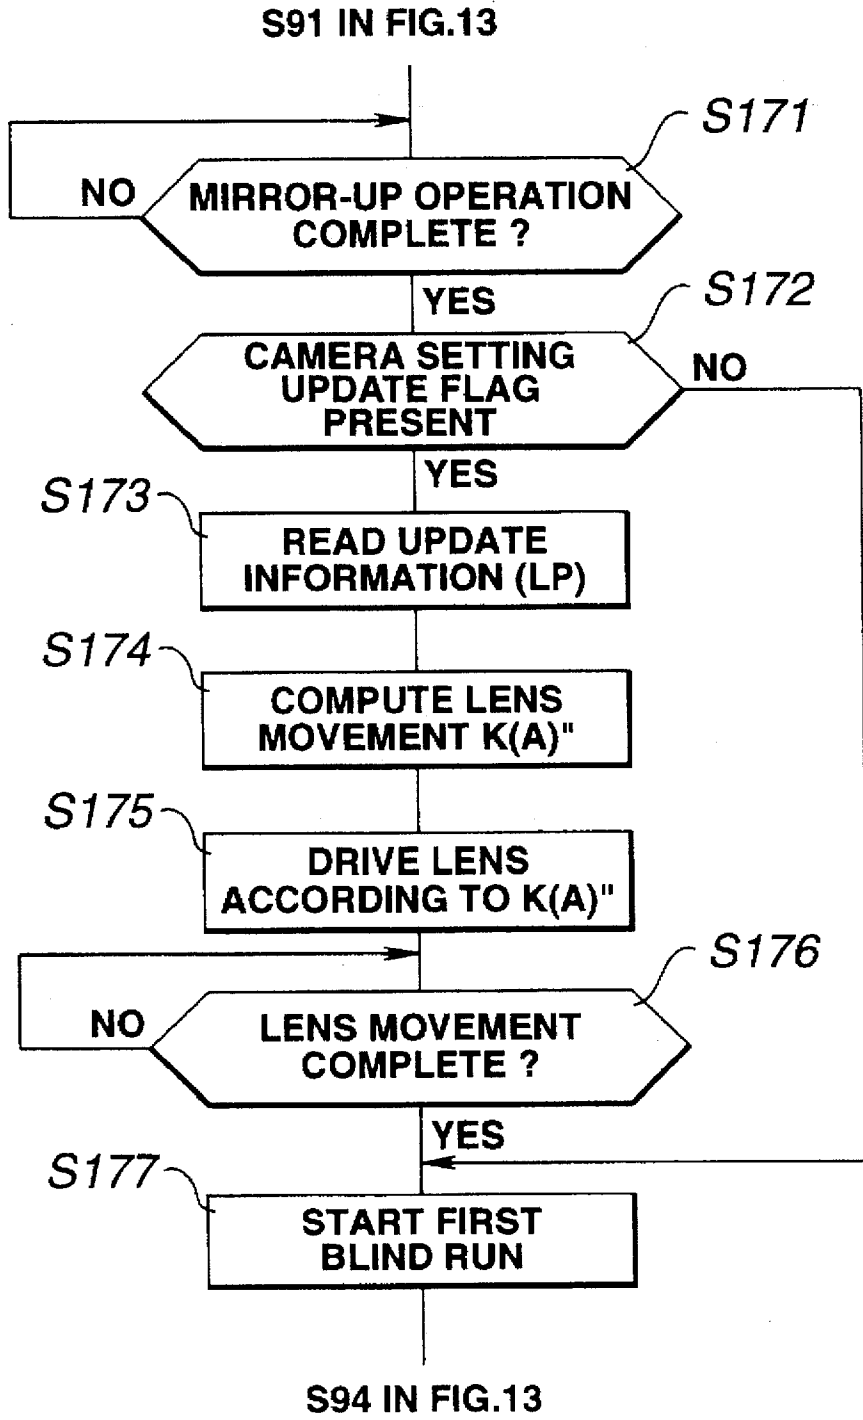 S91 IN FIG.13
S171
NO
MIRROR-UP OPERATION
COMPLETE ?
YES
S172
CAMERA SETTING
UPDATE FLAG
PRESENT
NO
YES
S173
READ UPDATE
INFORMATION (LP)
S174
COMPUTE LENS
MOVEMENT K(A)"
S175
DRIVE LENS
ACCORDING TO K(A)"
S176
NO
LENS MOVEMENT
COMPLETE ?
YES
S177
START FIRST
BLIND RUN
S94 IN FIG.13